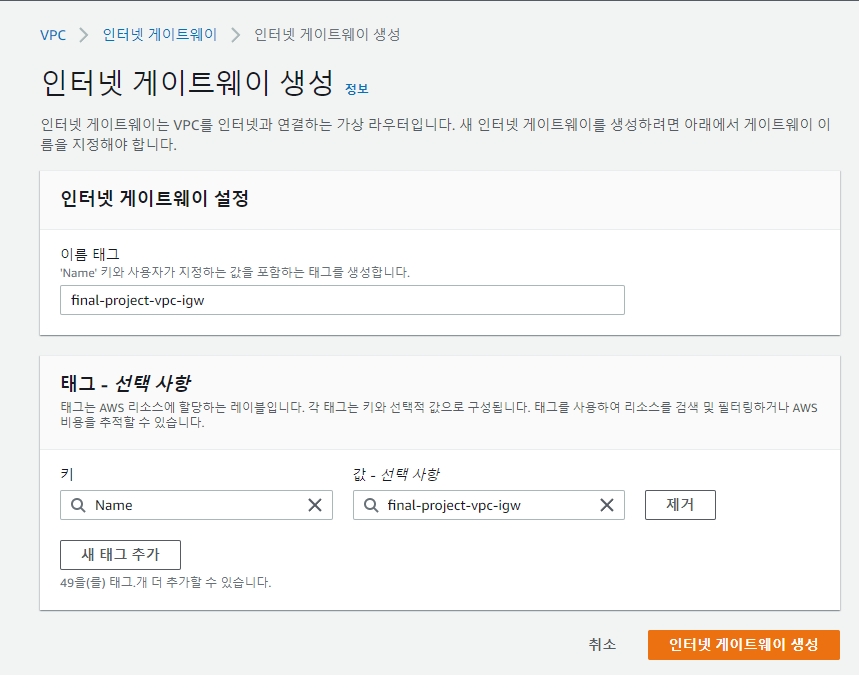 VPC > 인터넷 게이트웨이 > 인터넷 게이트웨이 생성
인터넷 게이트웨이 생성 정보
인터넷 게이트웨이는 VPC를 인터넷과 연결하는 가상 라우터입니다. 새 인터넷 게이트웨이를 생성하려면 아래에서 게이트웨이 이
름을 지정해야 합니다.
인터넷 게이트웨이 설정
이름 태그
'Name' 키와 사용자가 지정하는 값을 포함하는 태그를 생성합니다.
final-project-vpc-igw
태그 - 선택 사항
태그는 AWS 리소스에 할당하는 레이블입니다. 각 태그는 키와 선택적 값으로 구성됩니다. 태그를 사용하여 리소스를 검색 및 필터링하거나 AWS
비용을 추적할 수 있습니다.
키 값 - 선택 사항
Name final-project-vpc-igw 제거
새 태그 추가
49을(를) 태그.개 더 추가할 수 있습니다.
취소 인터넷 게이트웨이 생성